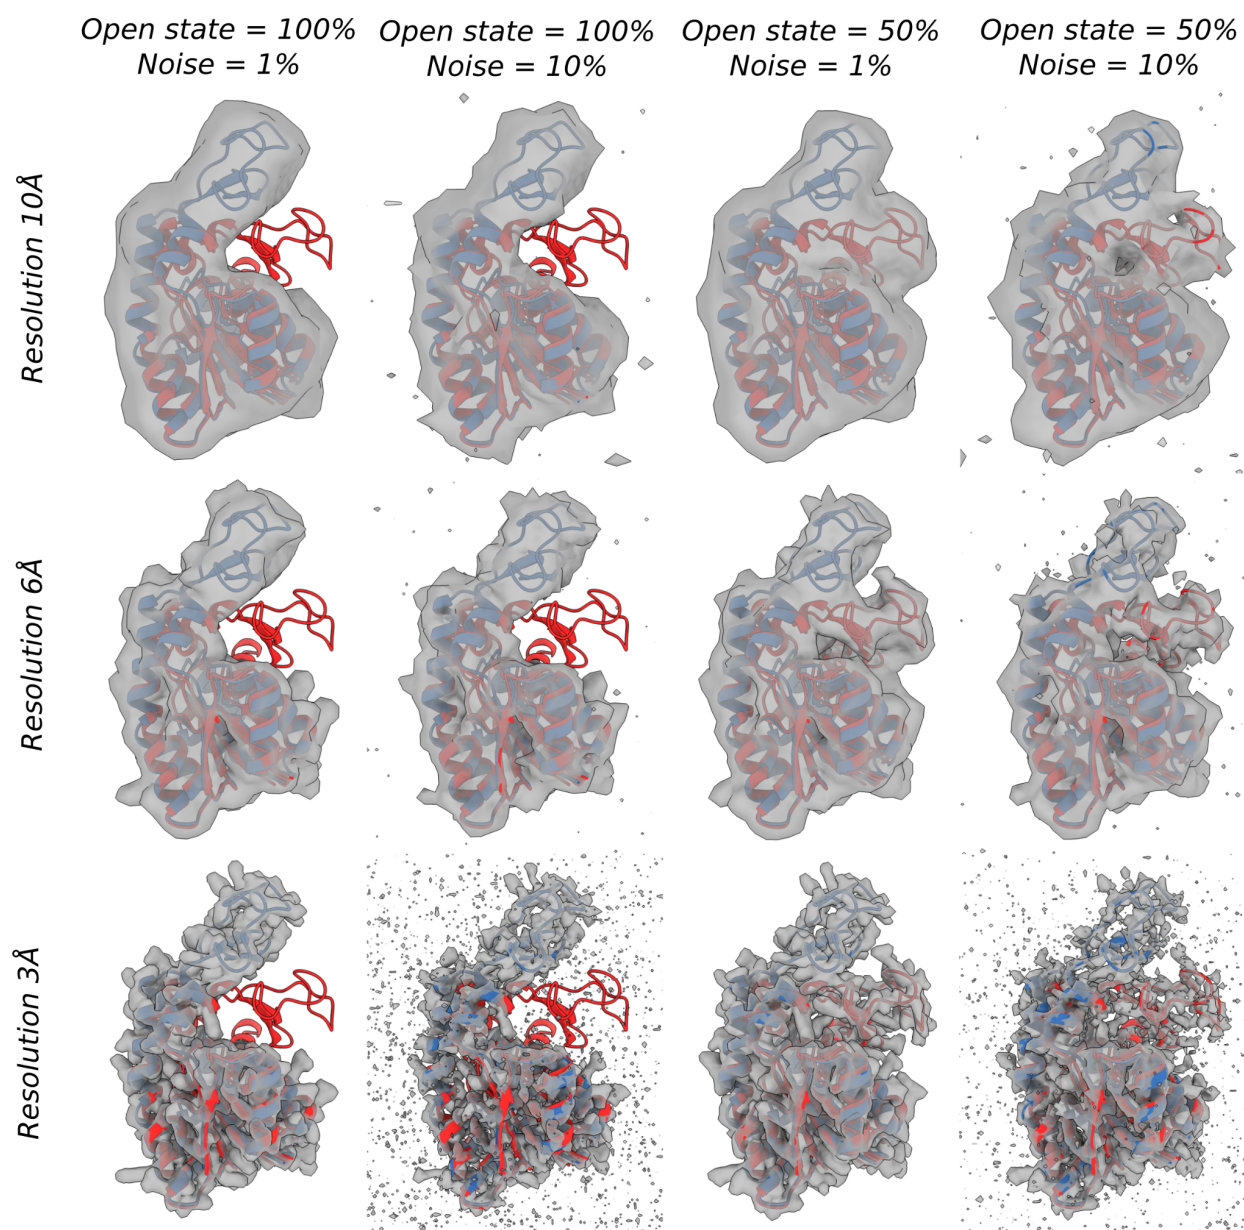 Open state = 100%
Noise = 1%
Open state = 100%
Noise = 10%
Open state = 50%
Noise = 1%
Open state = 50%
Noise = 10%
Resolution 10Å
Resolution 6Å
Resolution 3Å